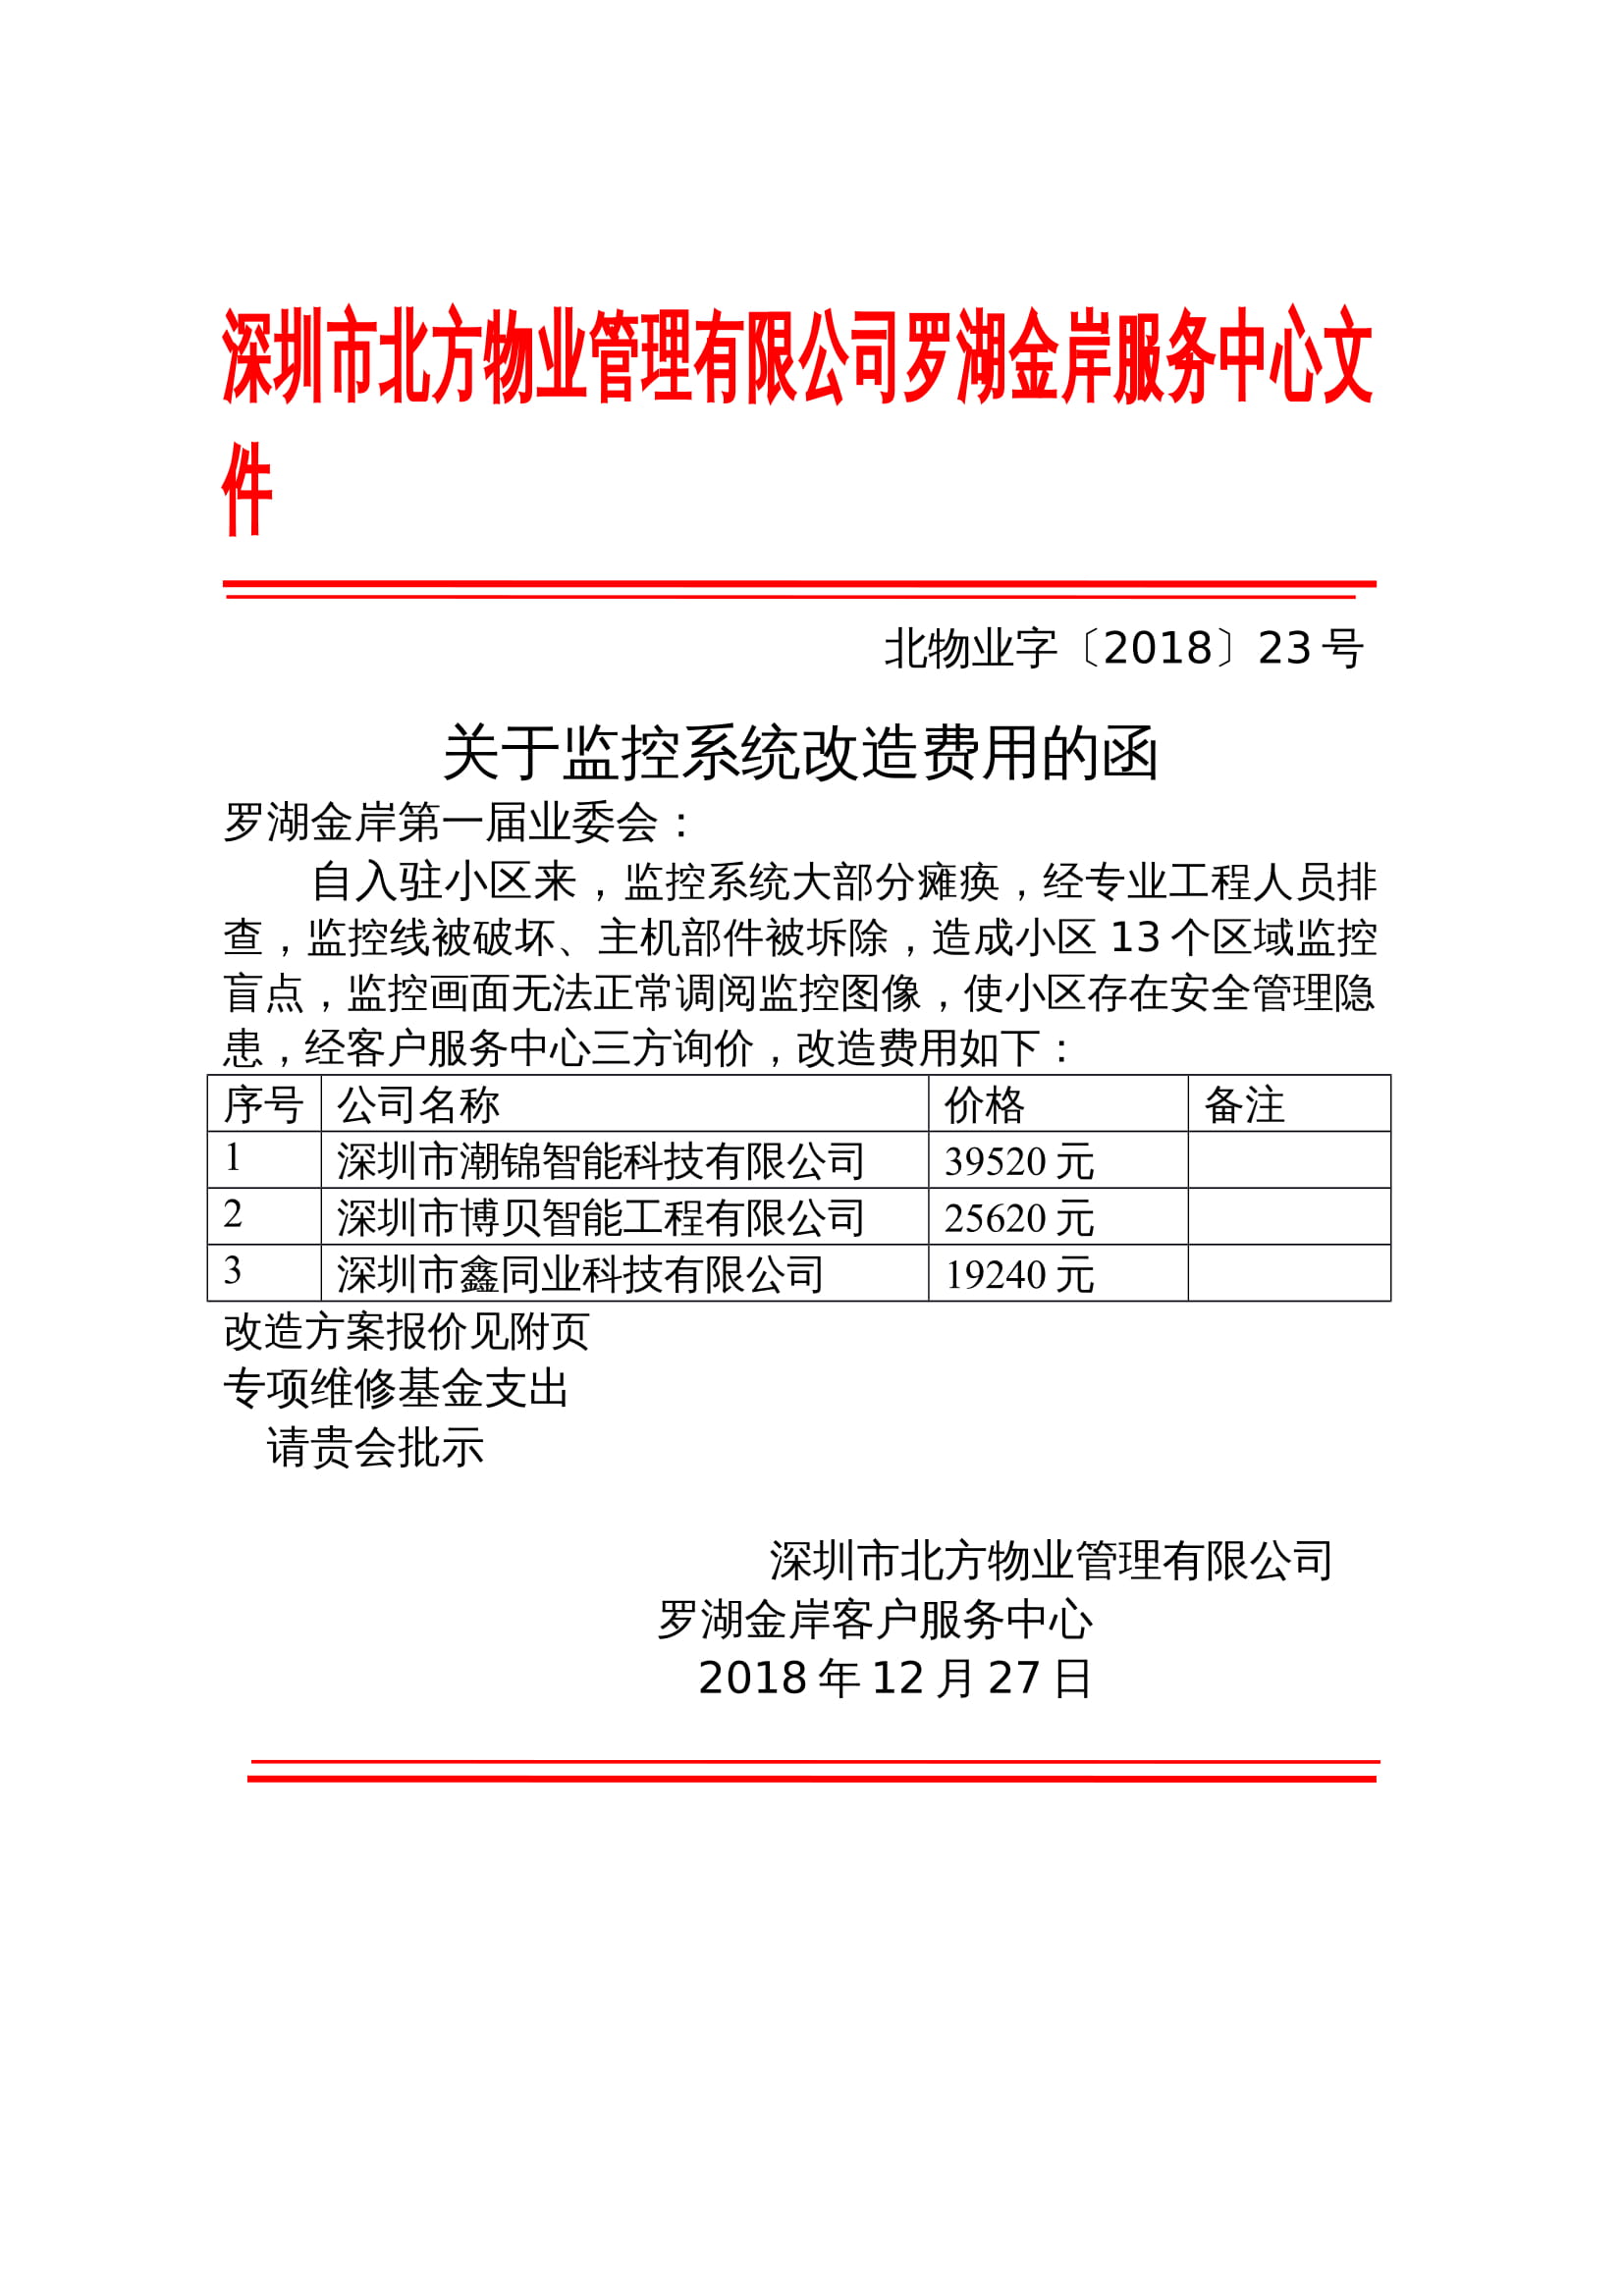 深圳市北方物业管理有限公司罗湖金岸服务中心文
件
北物业字〔2018〕23 号
关于监控系统改造费用的函
罗湖金岸第一届业委会：
自入驻小区来，监控系统大部分瘫痪，经专业工程人员排
查，监控线被破坏、主机部件被坼除，造成小区 13 个区域监控
盲点，监控画面无法正常调阅监控图像，使小区存在安全管理隐
患，经客户服务中心三方询价，改造费用如下：
序号 公司名称 价格 备注
1 深圳市潮锦智能科技有限公司 39520 元
2 深圳市博贝智能工程有限公司 25620 元
3 深圳市鑫同业科技有限公司 19240 元
改造方案报价见附页
专项维修基金支出
请贵会批示
深圳市北方物业管理有限公司
罗湖金岸客户服务中心
2018 年 12 月 27 日